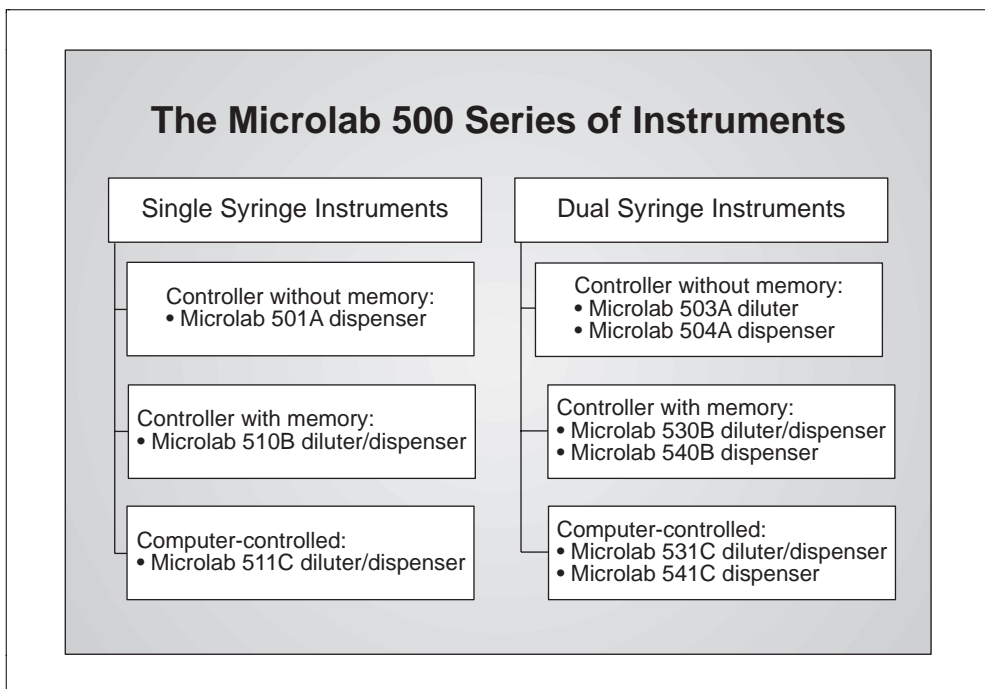 The Microlab 500 Series of Instruments
Single Syringe Instruments
Controller without memory:
• Microlab 501A dispenser
Controller with memory:
• Microlab 510B diluter/dispenser
Computer-controlled:
• Microlab 511C diluter/dispenser
Dual Syringe Instruments
Controller without memory:
• Microlab 503A diluter
• Microlab 504A dispenser
Controller with memory:
• Microlab 530B diluter/dispenser
• Microlab 540B dispenser
Computer-controlled:
• Microlab 531C diluter/dispenser
• Microlab 541C dispenser